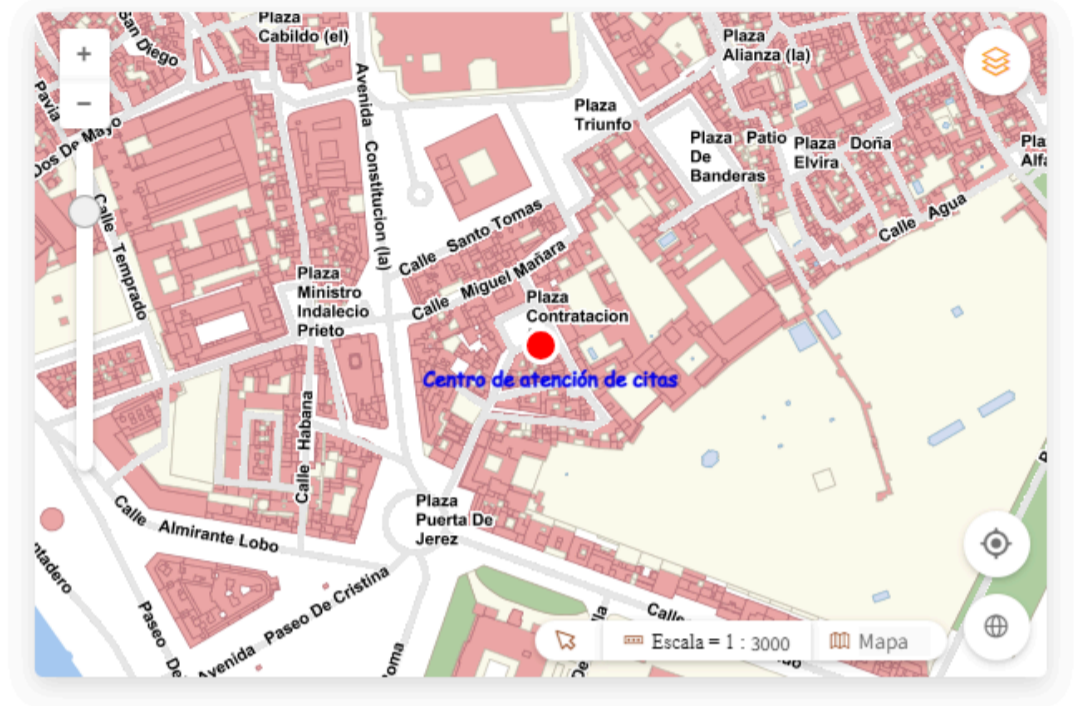 Plaza
Cabildo (el)
San Diego
Plaza
Alianza (la)
+
−
Pavia
Dos De Mayo
Avenida Constitucion (la)
Plaza
Triunfo
Plaza
De
Banderas
Patio
Plaza
Elvira
Doña
Calle Temprado
Calle Santo Tomas
Calle Agua
Calle Miguel Mañara
Plaza
Ministro
Indalecio
Prieto
Plaza
Contratacion
Centro de atención de citas
Calle Habana
Plaza
Puerta De
Jerez
Calle Almirante Lobo
Avenida Paseo De Cristina
Paseo De
Calle
Escala = 1 : 3000
Mapa